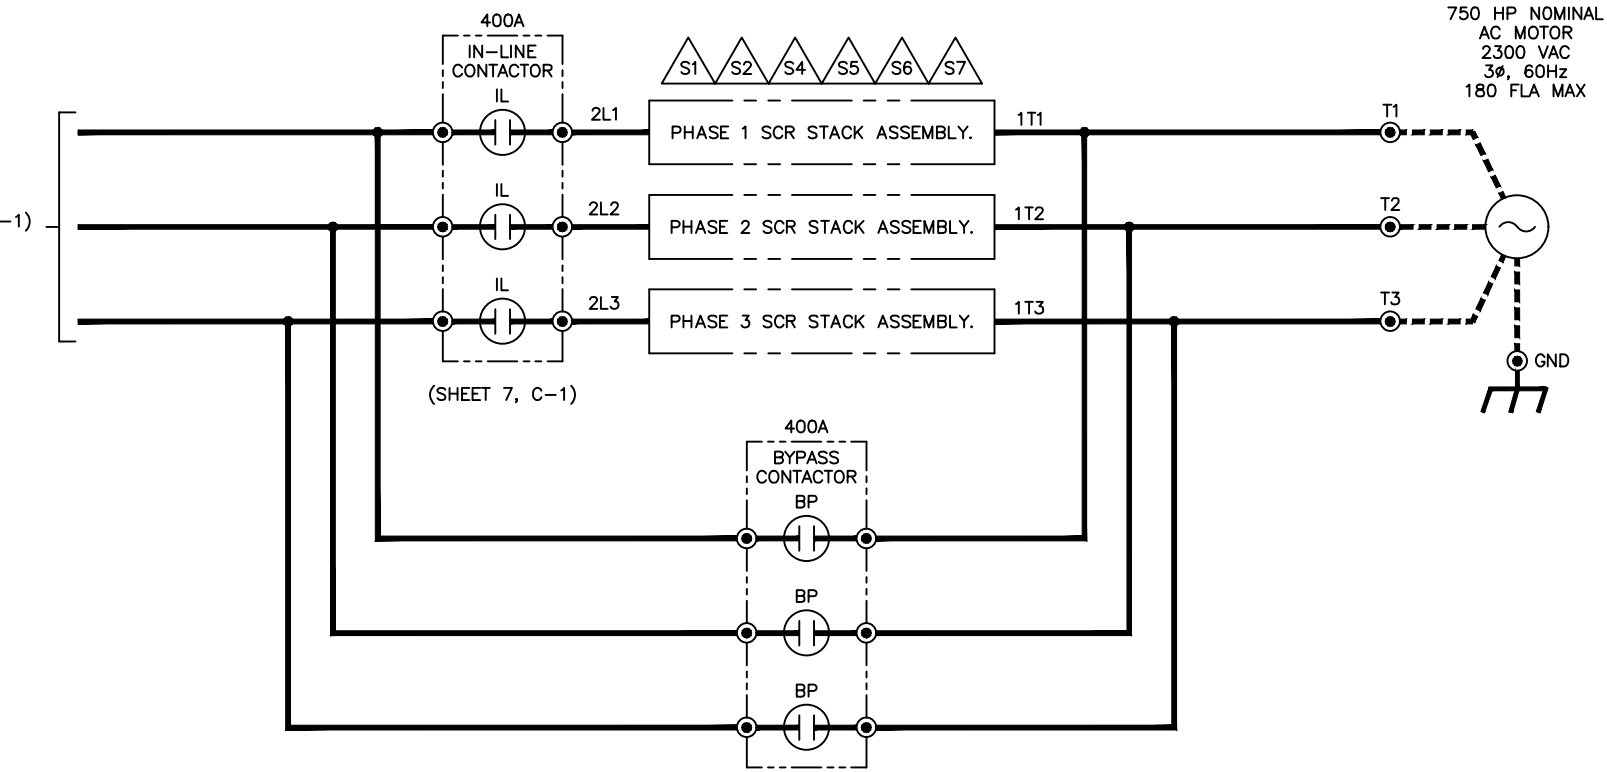 750 HP NOMINAL
AC MOTOR
2300 VAC
3ø, 60Hz
180 FLA MAX
400A
IN-LINE
CONTACTOR
S1 S2 S4 S5 S6 S7
IL
2L1
PHASE 1 SCR STACK ASSEMBLY.
1T1
T1
-1)
IL
2L2
PHASE 2 SCR STACK ASSEMBLY.
1T2
T2
IL
2L3
PHASE 3 SCR STACK ASSEMBLY.
1T3
T3
GND
(SHEET 7, C-1)
400A
BYPASS
CONTACTOR
BP
BP
BP